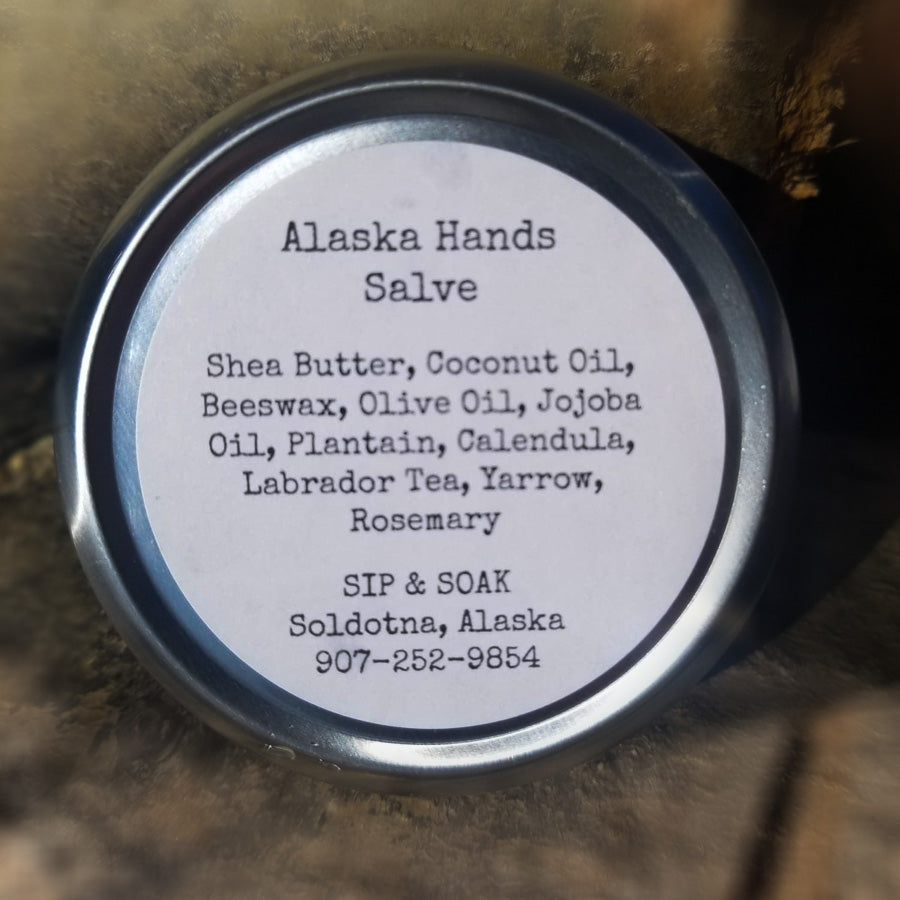 Alaska Hands
Salve
Shea Butter, Coconut Oil,
Beeswax, Olive Oil, Jojoba
Oil, Plantain, Calendula,
Labrador Tea, Yarrow,
Rosemary
SIP & SOAK
Soldotna, Alaska
907-252-9854